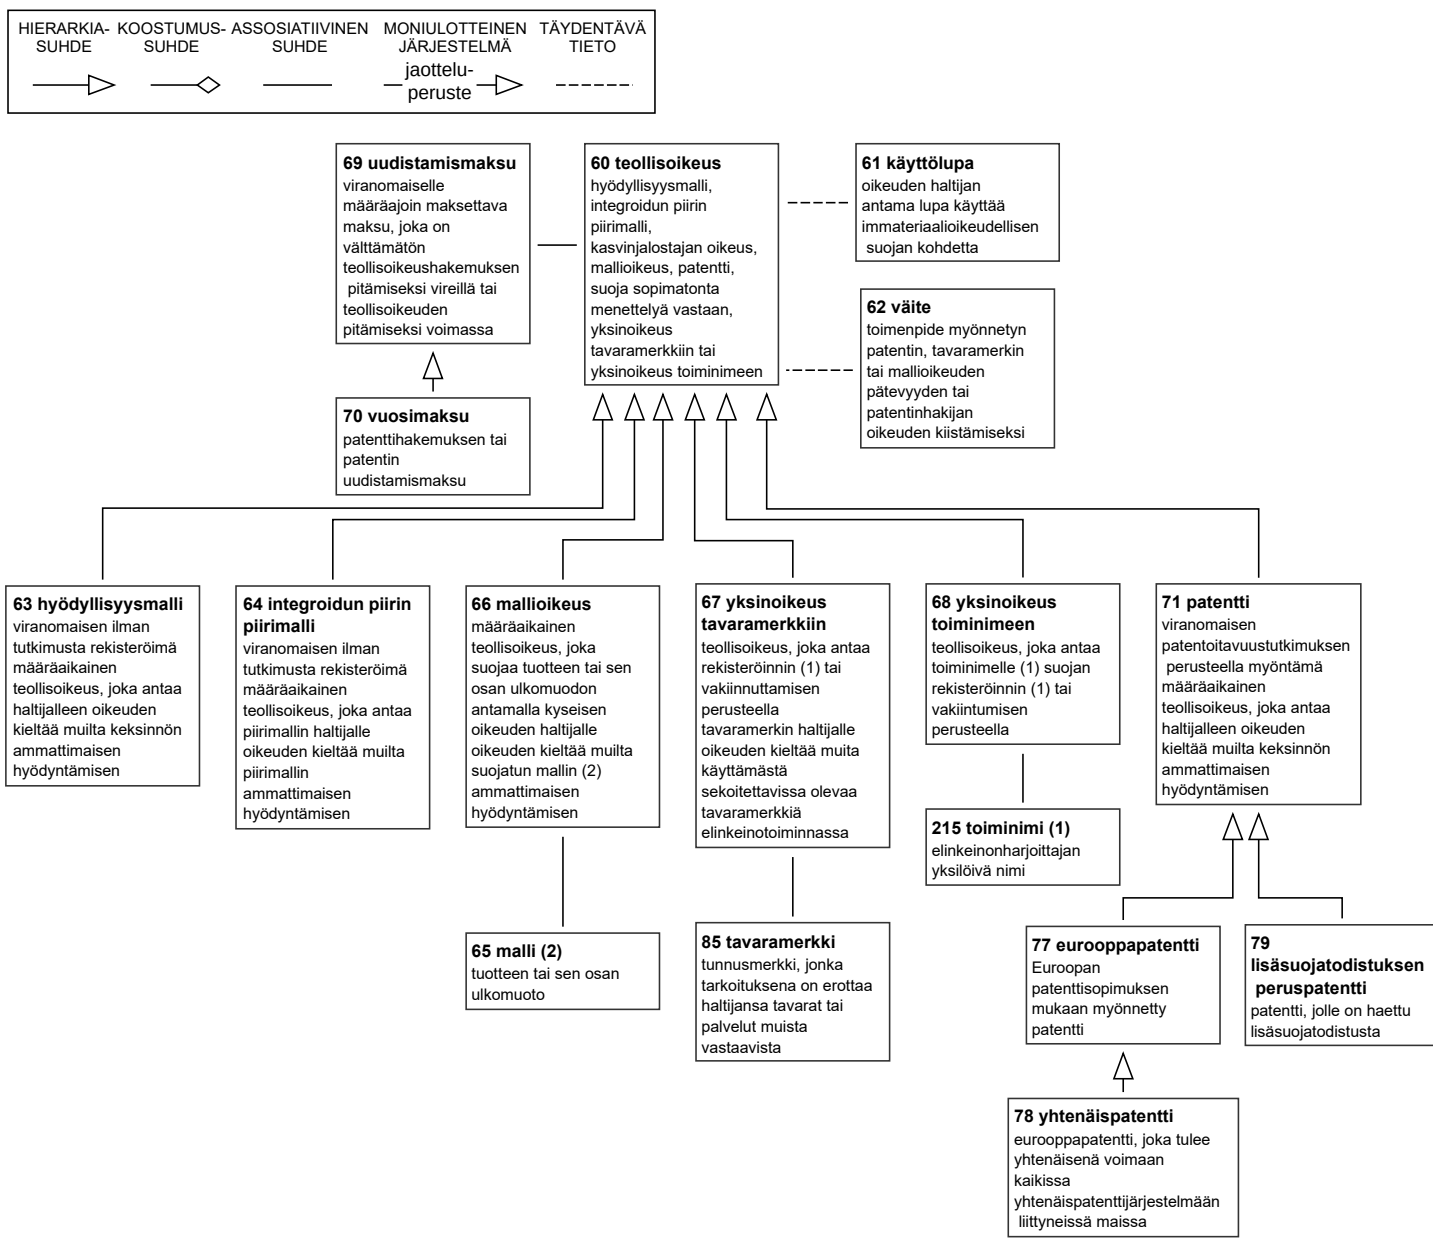 HIERARKIA-
SUHDE
KOOSTUMUS-
SUHDE
ASSOSIATIIVINEN
SUHDE
MONIULOTTEINEN
JÄRJESTELMÄ
TÄYDENTÄVÄ
TIETO
jaottelu-
peruste
69 uudistamismaksu
viranomaiselle
määräajoin maksettava
maksu, joka on
välttämätön
teollisoikeushakemuksen
pitämiseksi vireillä tai
teollisoikeuden
pitämiseksi voimassa
60 teollisoikeus
hyödyllisyysmalli,
integroidun piirin
piirimalli,
kasvinjalostajan oikeus,
mallioikeus, patentti,
suoja sopimatonta
menettelyä vastaan,
yksinoikeus
tavaramerkkiin tai
yksinoikeus toiminimeen
61 käyttölupa
oikeuden haltijan
antama lupa käyttää
immateriaalioikeudellisen
suojan kohdetta
62 väite
toimenpide myönnetyn
patentin, tavaramerkin
tai mallioikeuden
pätevyyden tai
patentinhakijan
oikeuden kiistämiseksi
70 vuosimaksu
patenttihakemuksen tai
patentin
uudistamismaksu
63 hyödyllisyysmalli
viranomaisen ilman
tutkimusta rekisteröimä
määräaikainen
teollisoikeus, joka antaa
haltijalleen oikeuden
kieltää muilta keksinnön
ammattimaisen
hyödyntämisen
64 integroidun piirin
piirimalli
viranomaisen ilman
tutkimusta rekisteröimä
määräaikainen
teollisoikeus, joka antaa
piirimallin haltijalle
oikeuden kieltää muilta
piirimallin
ammattimaisen
hyödyntämisen
66 mallioikeus
määräaikainen
teollisoikeus, joka
suojaa tuotteen tai sen
osan ulkomuodon
antamalla kyseisen
oikeuden haltijalle
oikeuden kieltää muilta
suojatun mallin (2)
ammattimaisen
hyödyntämisen
67 yksinoikeus
tavaramerkkiin
teollisoikeus, joka antaa
rekisteröinnin (1) tai
vakiinnuttamisen
perusteella
tavaramerkin haltijalle
oikeuden kieltää muita
käyttämästä
sekoitettavissa olevaa
tavaramerkkiä
elinkeinotoiminnassa
68 yksinoikeus
toiminimeen
teollisoikeus, joka antaa
toiminimelle (1) suojan
rekisteröinnin (1) tai
vakiintumisen
perusteella
71 patentti
viranomaisen
patentoitavuustutkimuksen
perusteella myöntämä
määräaikainen
teollisoikeus, joka antaa
haltijalleen oikeuden
kieltää muilta keksinnön
ammattimaisen
hyödyntämisen
215 toiminimi (1)
elinkeinonharjoittajan
yksilöivä nimi
65 malli (2)
tuotteen tai sen osan
ulkomuoto
85 tavaramerkki
tunnusmerkki, jonka
tarkoituksena on erottaa
haltijansa tavarat tai
palvelut muista
vastaavista
77 eurooppapatentti
Euroopan
patenttisopimuksen
mukaan myönnetty
patentti
79
lisäsuojatodistuksen
peruspatentti
patentti, jolle on haettu
lisäsuojatodistusta
78 yhtenäispatentti
eurooppapatentti, joka tulee
yhtenäisenä voimaan
kaikissa
yhtenäispatenttijärjestelmään
liittyneissä maissa